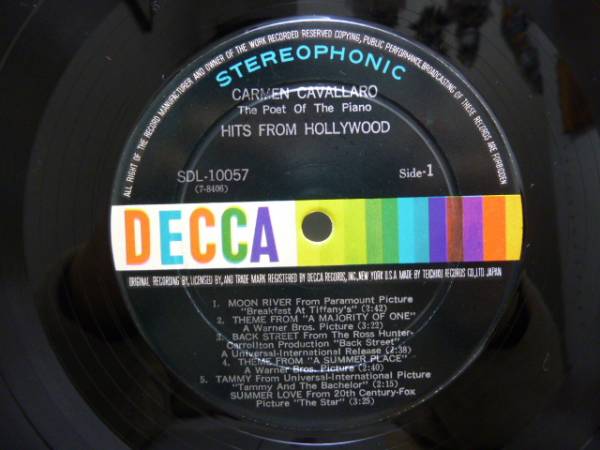 ALL RIGHT OF THE RECORD MANUFACTURER AND OWNER OF THE WORK RECORDED RESERVED COPYING, PUBLIC PERFORMANCE, BROADCASTING OF THESE RECORDS ARE FORBIDDEN
STEREOPHONIC
CARMEN CAVALLARO
The Poet Of The Piano
HITS FROM HOLLYWOOD
SDL-10057
(7-8406)
Side-1
DECCA
ORIGINAL RECORDING BY, LICENSED BY, AND TRADE MARK REGISTERED BY DECCA RECORDS, INC., NEW YORK U.S.A MADE BY TEICHIKU RECORDS CO., LTD JAPAN
1. MOON RIVER From Paramount Picture
"Breakfast At Tiffany's" (2:42)
2. THEME FROM "A MAJORITY OF ONE"
A Warner Bros. Picture (3:22)
3. BACK STREET From The Ross Hunter-
Carrollton Production "Back Street"
A Universal-International Release (2:38)
4. THEME FROM "A SUMMER PLACE"
A Warner Bros. Picture (2:40)
5. TAMMY From Universal-International Picture
"Tammy And The Bachelor" (2:15)
SUMMER LOVE From 20th Century-Fox
Picture "The Star" (3:25)